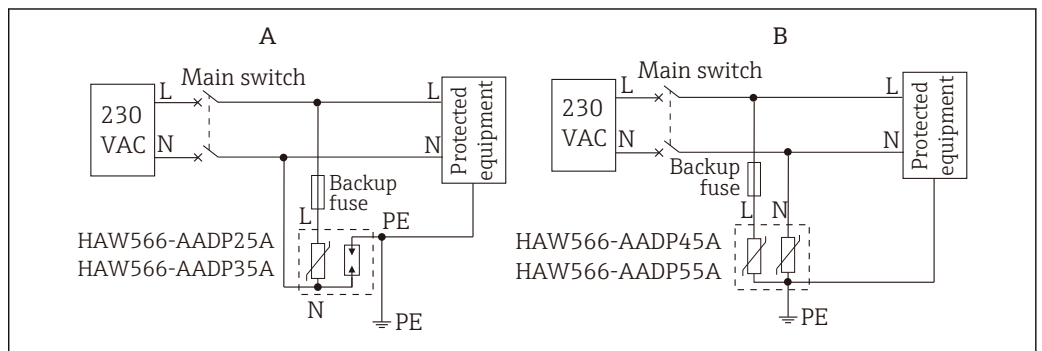 A
Main switch
L
L
230
VAC
N
N
Protected
equipment
Backup
fuse
L
PE
HAW566-AADP25A
HAW566-AADP35A
N
PE
B
Main switch
L
L
230
VAC
N
N
Protected
equipment
Backup
fuse
L
N
HAW566-AADP45A
HAW566-AADP55A
PE